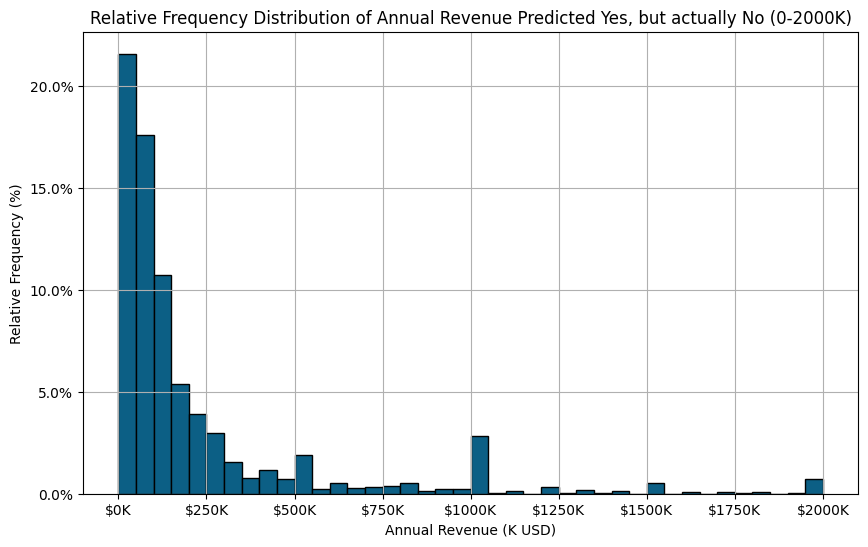 Relative Frequency Distribution of Annual Revenue Predicted Yes, but actually No (0-2000K)
20.0%
15.0%
10.0%
5.0%
0.0%
Relative Frequency (%)
$0K
$250K
$500K
$750K
$1000K
$1250K
$1500K
$1750K
$2000K
Annual Revenue (K USD)